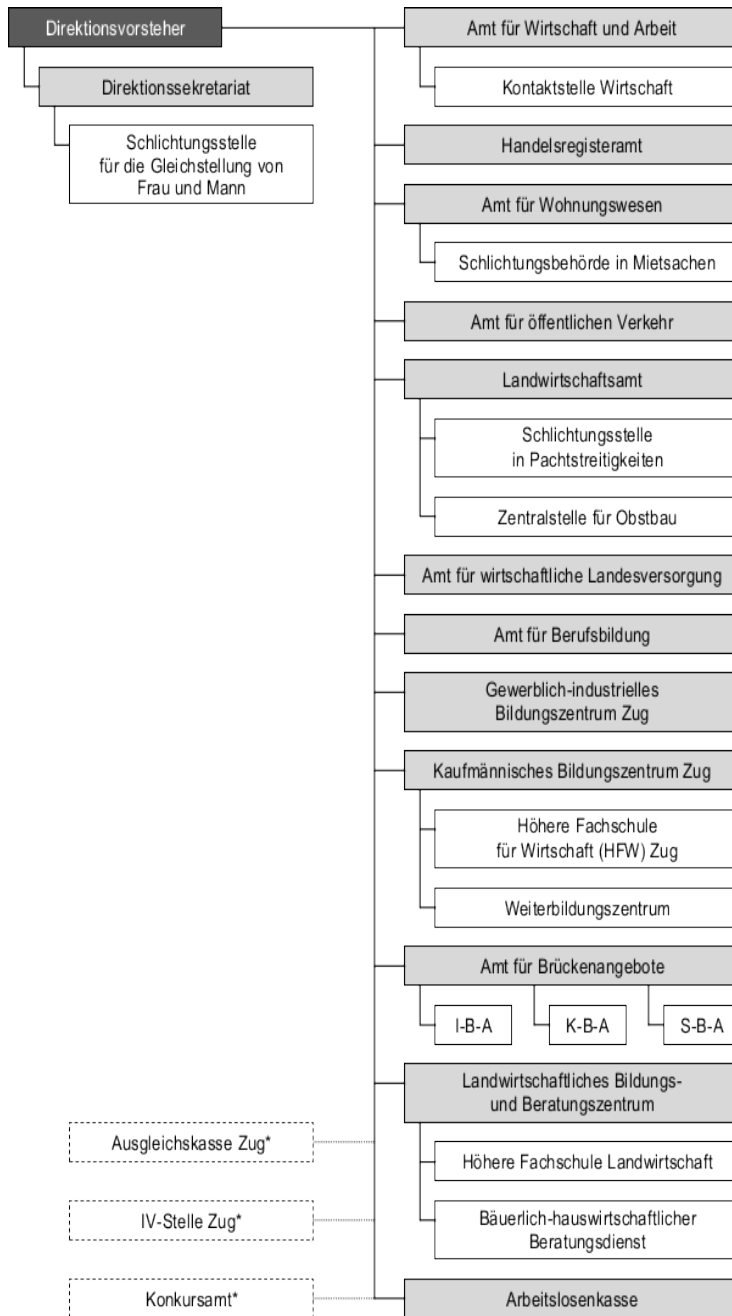 Direktionsvorsteher
Direktionssekretariat
Schlichtungsstelle
für die Gleichstellung von
Frau und Mann
Amt für Wirtschaft und Arbeit
Kontaktstelle Wirtschaft
Handelsregisteramt
Amt für Wohnungswesen
Schlichtungsbehörde in Mietsachen
Amt für öffentlichen Verkehr
Landwirtschaftsamt
Schlichtungsstelle
in Pachtstreitigkeiten
Zentralstelle für Obstbau
Amt für wirtschaftliche Landesversorgung
Amt für Berufsbildung
Gewerblich-industrielles
Bildungszentrum Zug
Kaufmännisches Bildungszentrum Zug
Höhere Fachschule
für Wirtschaft (HFW) Zug
Weiterbildungszentrum
Amt für Brückenangebote
I-B-A
K-B-A
S-B-A
Landwirtschaftliches Bildungs-
und Beratungszentrum
Höhere Fachschule Landwirtschaft
Bäuerlich-hauswirtschaftlicher
Beratungsdienst
Arbeitslosenkasse
Ausgleichskasse Zug*
IV-Stelle Zug*
Konkursamt*